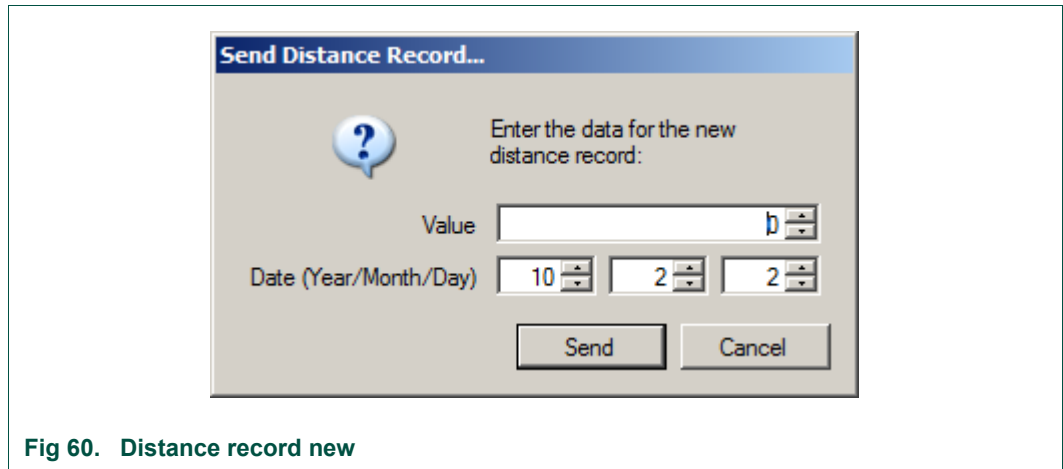 Send Distance Record...
?
Enter the data for the new
distance record:
Value 0
Date (Year/Month/Day) 10 2 2
Send Cancel
Fig 60. Distance record new